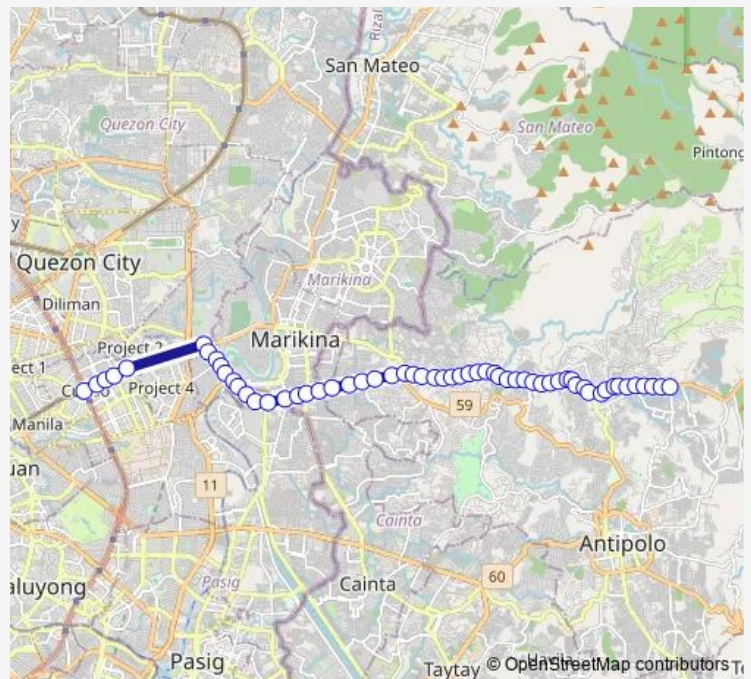 San Mateo
Rizal
Quezon City
San Mateo
Pintong
y
Quezon City
Marikina
Diliman
Project 2
Marikina
ect 1
Project 4
59
Manila
uan
11
Cainta
Antipolo
60
aluyong
Pasig
Cainta
Pasig
Taytay
© OpenStreetMap contributors